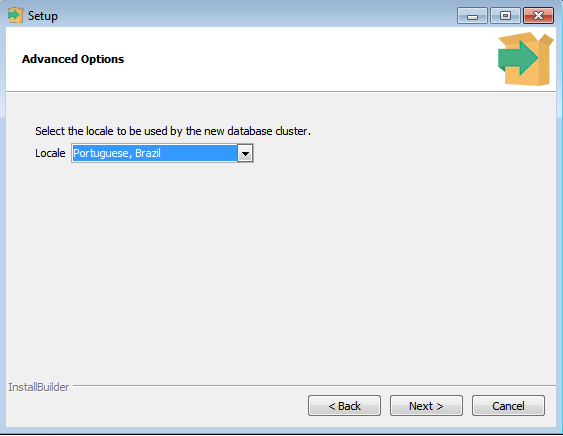 Setup
Advanced Options
Select the locale to be used by the new database cluster.
Locale Portuguese, Brazil
InstallBuilder
< Back Next > Cancel